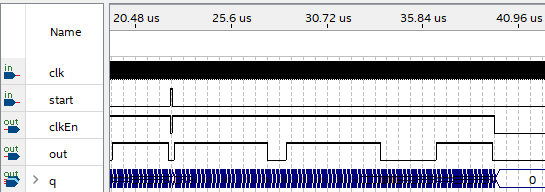 Name 20.48 us 25.6 us 30.72 us 35.84 us 40.96 us
in clk
in start
out clkEn
out out
out q 0